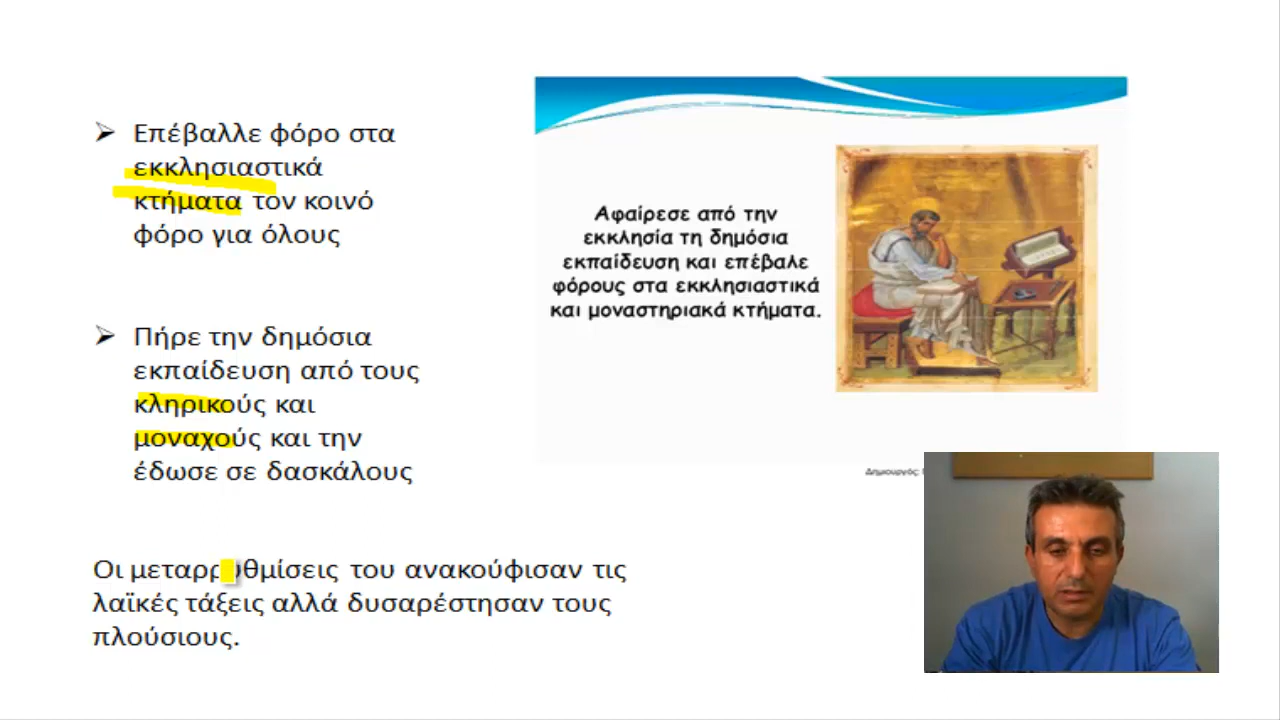 Επέβαλλε φόρο στα
εκκλησιαστικά
κτήματα τον κοινό
φόρο για όλους
Πήρε την δημόσια
εκπαίδευση από τους
κληρικούς και
μοναχούς και την
έδωσε σε δασκάλους
Οι μεταρρυθμίσεις του ανακούφισαν τις
λαϊκές τάξεις αλλά δυσαρέστησαν τους
πλούσιους.
Αφαίρεσε από την
εκκλησία τη δημόσια
εκπαίδευση και επέβαλε
φόρους στα εκκλησιαστικά
και μοναστηριακά κτήματα.
Δημιουργός: